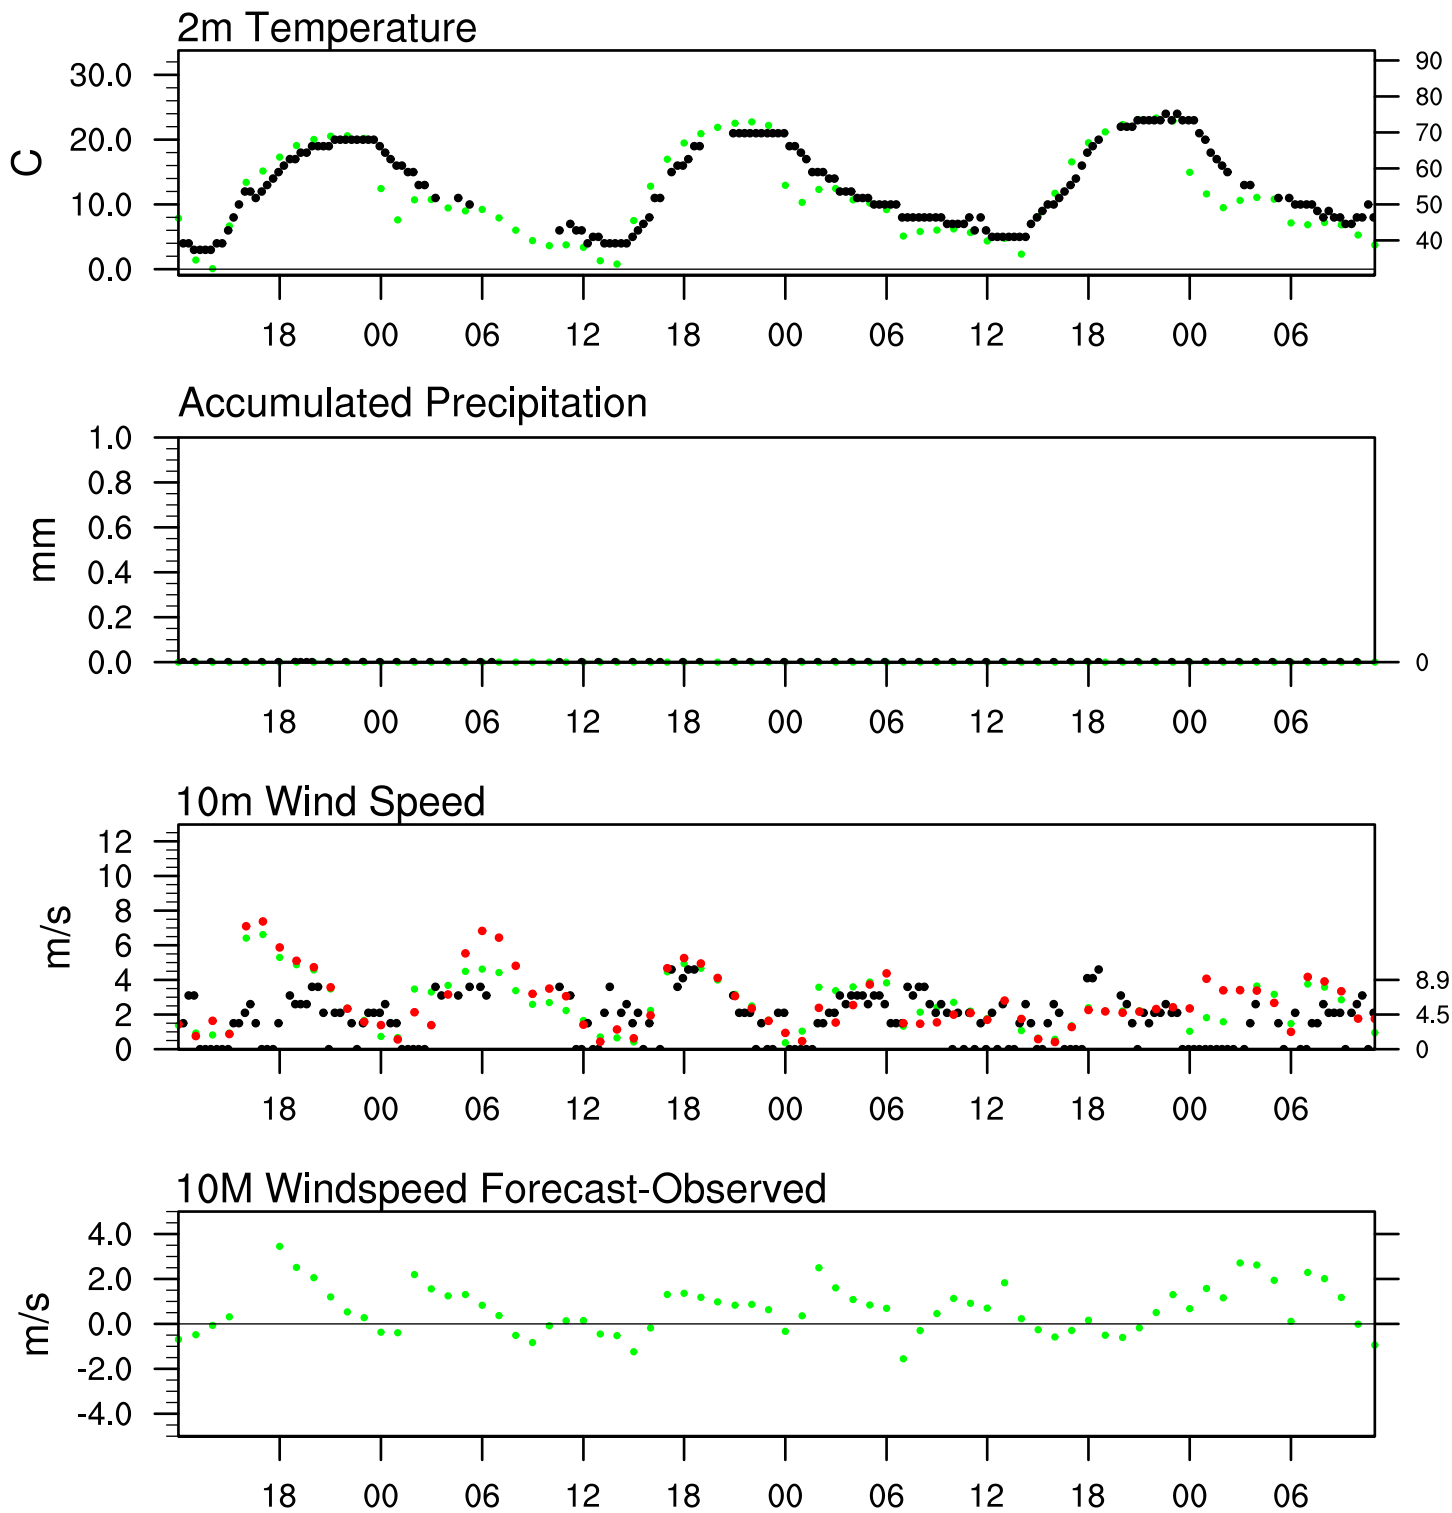 2m Temperature
30.0
20.0
10.0
0.0
C
90
80
70
60
50
40
18 00 06 12 18 00 06 12 18 00 06
Accumulated Precipitation
1.0
0.8
0.6
0.4
0.2
0.0
mm
0
18 00 06 12 18 00 06 12 18 00 06
10m Wind Speed
12
10
8
6
4
2
0
m/s
8.9
4.5
0
18 00 06 12 18 00 06 12 18 00 06
10M Windspeed Forecast-Observed
4.0
2.0
0.0
-2.0
-4.0
m/s
18 00 06 12 18 00 06 12 18 00 06